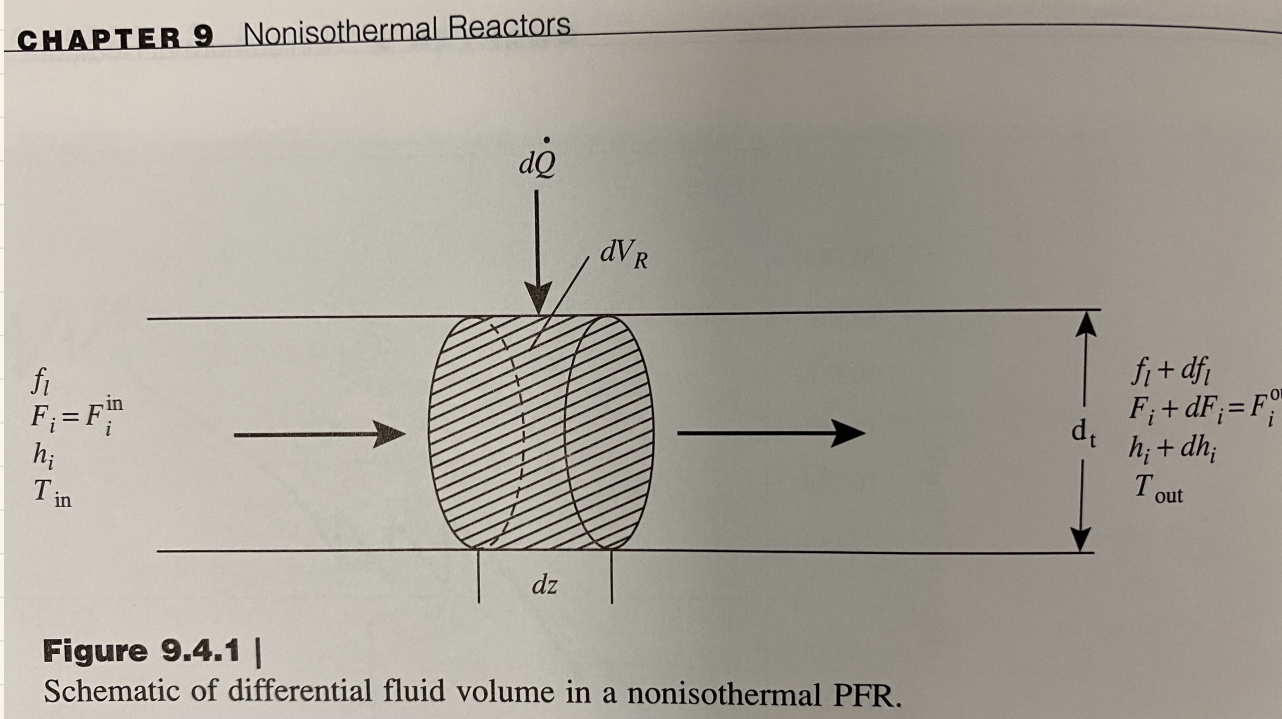 CHAPTER 9 Nonisothermal Reactors
dQ̇
dV_R
f_l
F_i = F_i^in
h_i
T_in
d_t
f_l + df_l
F_i + dF_i = F_i^ou
h_i + dh_i
T_out
dz
Figure 9.4.1 |
Schematic of differential fluid volume in a nonisothermal PFR.